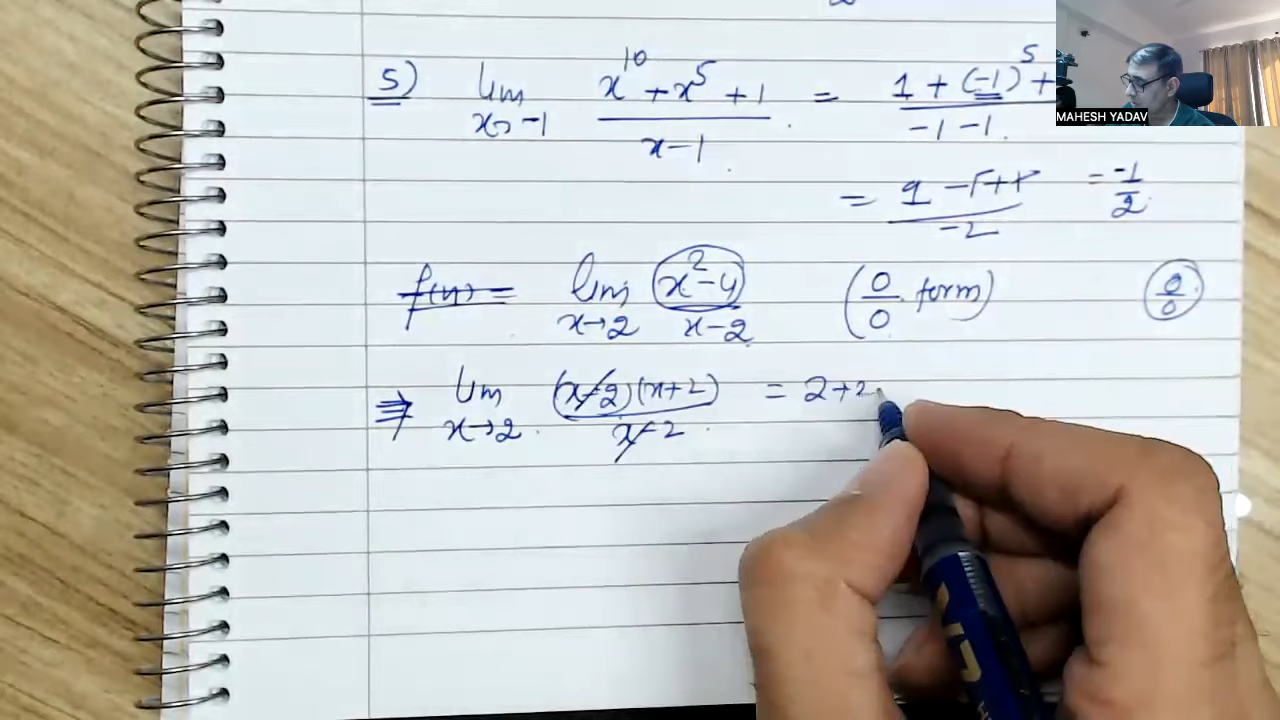 5) lim x→-1 (x^10 + x^5 + 1)/(x-1) = (1 + (-1)^5 +)/(-1 -1)
MAHESH YADAV
= (1 -1 +1)/(-2) = -1/2
f(x) = lim x→2 (x^2 - 4)/(x-2) (0/0 form) 0/0
⇒ lim x→2 (x-2)(x+2)/(x-2) = 2+2